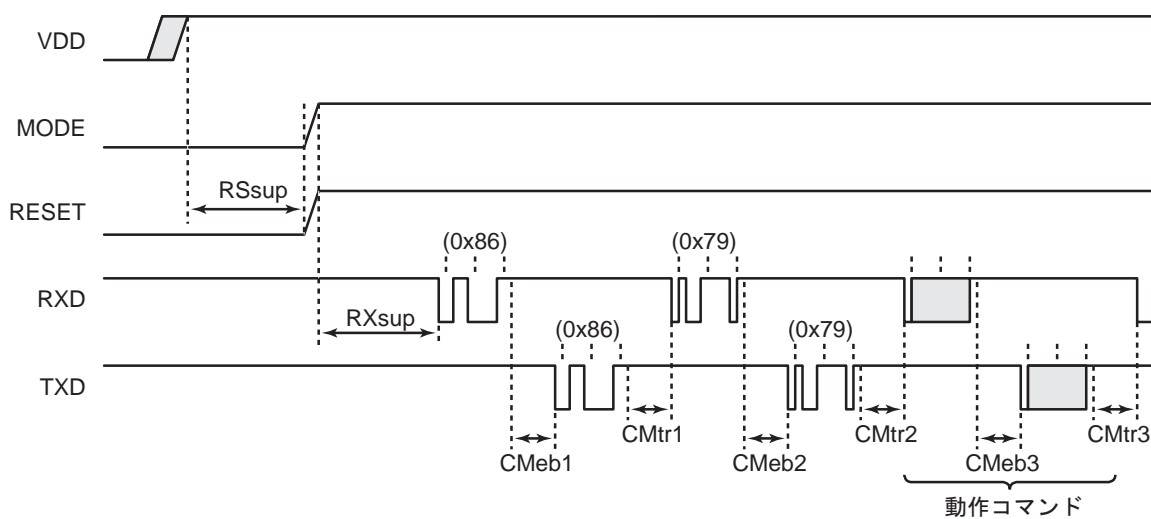 VDD
MODE
RSsup
RESET
(0x86)
(0x79)
RXD
RXsup
(0x86)
(0x79)
TXD
CMtr1
CMtr2
CMtr3
CMeb1
CMeb2
CMeb3
動作コマンド